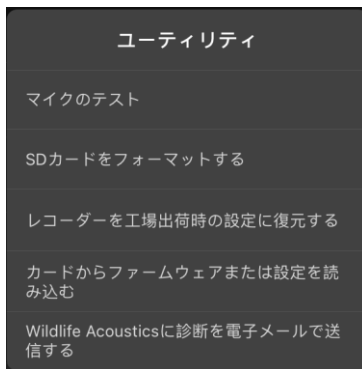 ユーティリティ
マイクのテスト
SDカードをフォーマットする
レコーダーを工場出荷時の設定に復元する
カードからファームウェアまたは設定を読
み込む
Wildlife Acousticsに診断を電子メールで送
信する